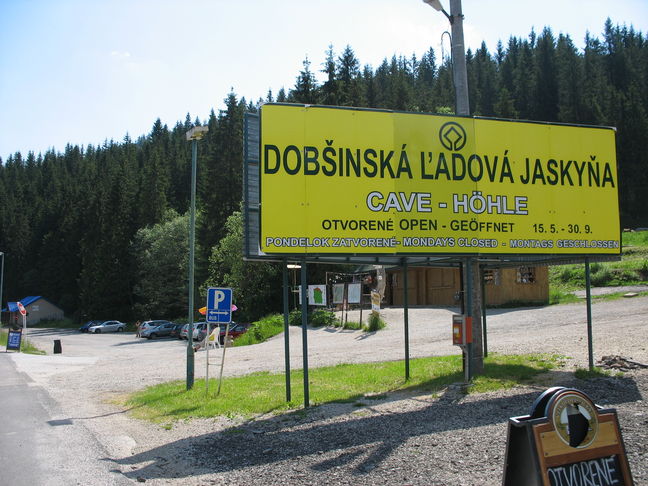 DOBŠINSKÁ ĽADOVÁ JASKYŇA
CAVE - HÖHLE
OTVORENÉ OPEN - GEÖFFNET 15.5. - 30.9.
PONDELOK ZATVORENÉ - MONDAYS CLOSED - MONTAGS GESCHLOSSEN
P
BUS
OTVORENÉ